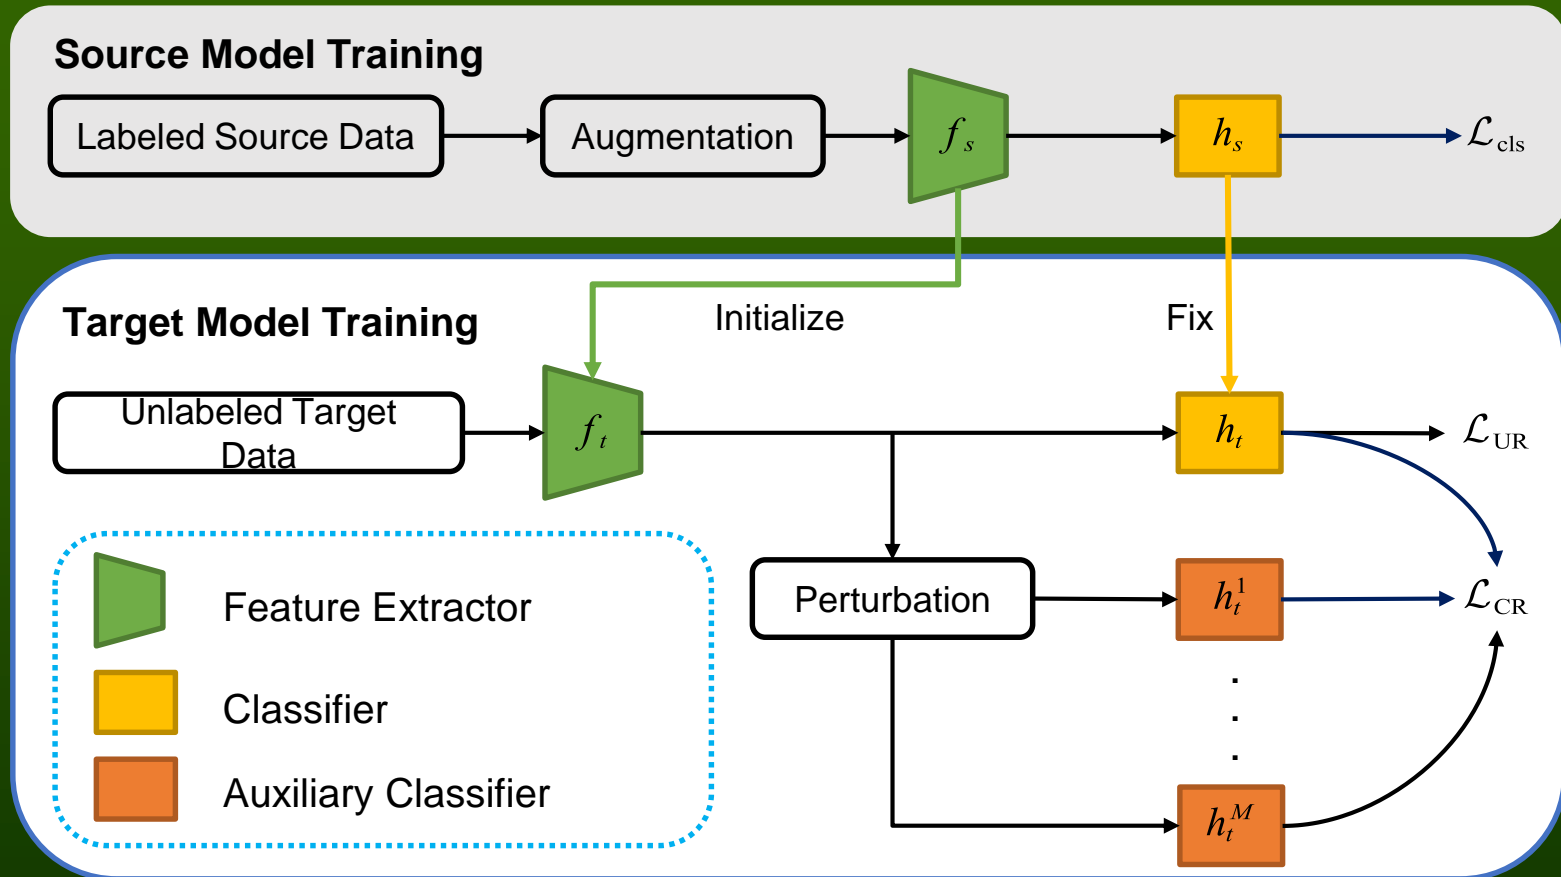 Source Model Training
Labeled Source Data
Augmentation
f_s
h_s
ℒ_cls
Initialize
Fix
Target Model Training
Unlabeled Target
Data
f_t
h_t
ℒ_UR
Perturbation
h_t^1
ℒ_CR
.
.
.
h_t^M
Feature Extractor
Classifier
Auxiliary Classifier